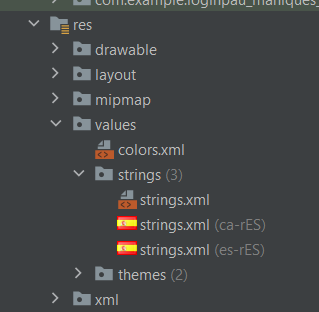 com.example.loginpau_maniques_
res
drawable
layout
mipmap
values
colors.xml
strings (3)
strings.xml
strings.xml (ca-rES)
strings.xml (es-rES)
themes (2)
xml